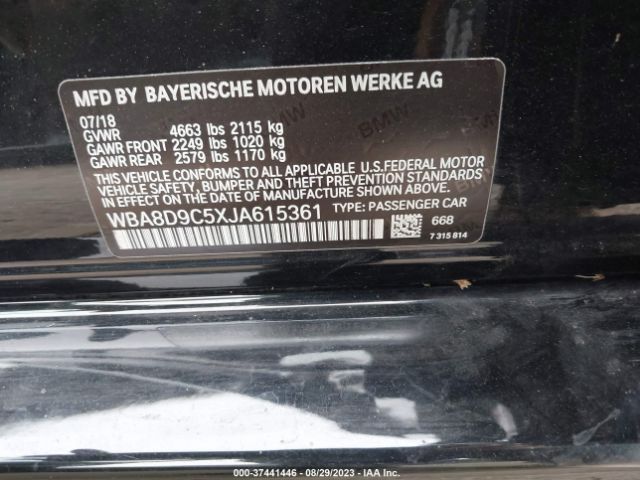 MFD BY BAYERISCHE MOTOREN WERKE AG
07/18
GVWR 4663 lbs 2115 kg
GAWR FRONT 2249 lbs 1020 kg
GAWR REAR 2579 lbs 1170 kg
THIS VEHICLE CONFORMS TO ALL APPLICABLE U.S.FEDERAL MOTOR
VEHICLE SAFETY, BUMPER, AND THEFT PREVENTION STANDARDS
IN EFFECT ON THE DATE OF MANUFACTURE SHOWN ABOVE.
WBA8D9C5XJA615361 TYPE: PASSENGER CAR
668
7 315 814
000-37441446 - 08/29/2023 - IAA Inc.